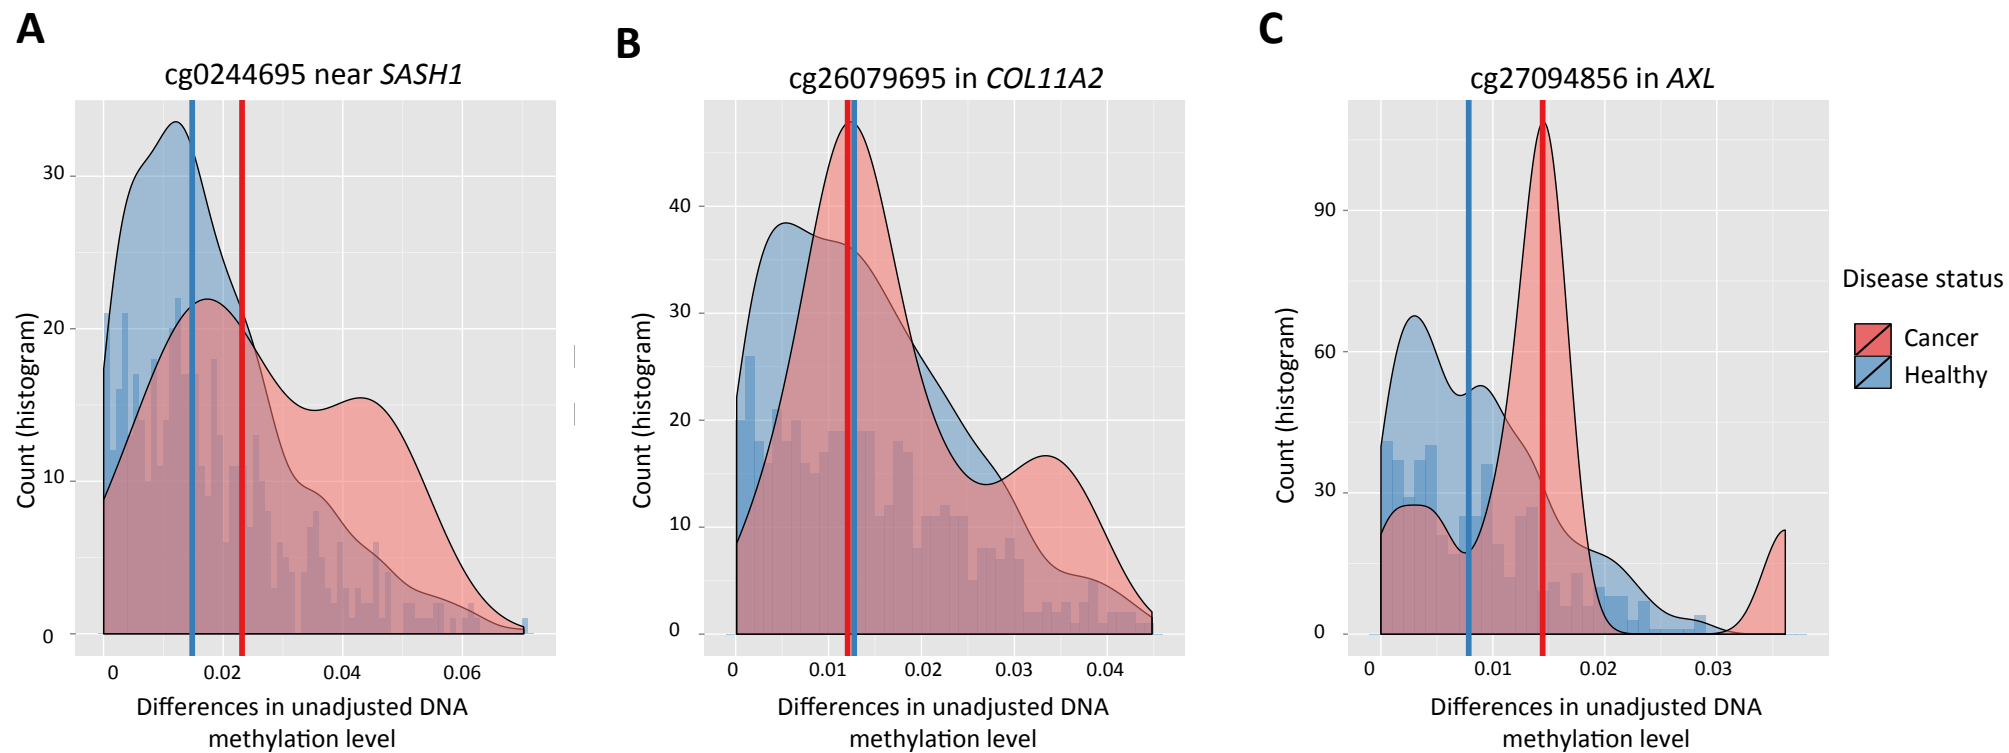 A
cg0244695 near SASH1
Count (histogram)
30
20
10
0
0 0.02 0.04 0.06
Differences in unadjusted DNA
methylation level
B
cg26079695 in COL11A2
Count (histogram)
40
30
20
10
0
0 0.01 0.02 0.03 0.04
Differences in unadjusted DNA
methylation level
C
cg27094856 in AXL
Count (histogram)
90
60
30
0
0 0.01 0.02 0.03
Differences in unadjusted DNA
methylation level
Disease status
Cancer
Healthy